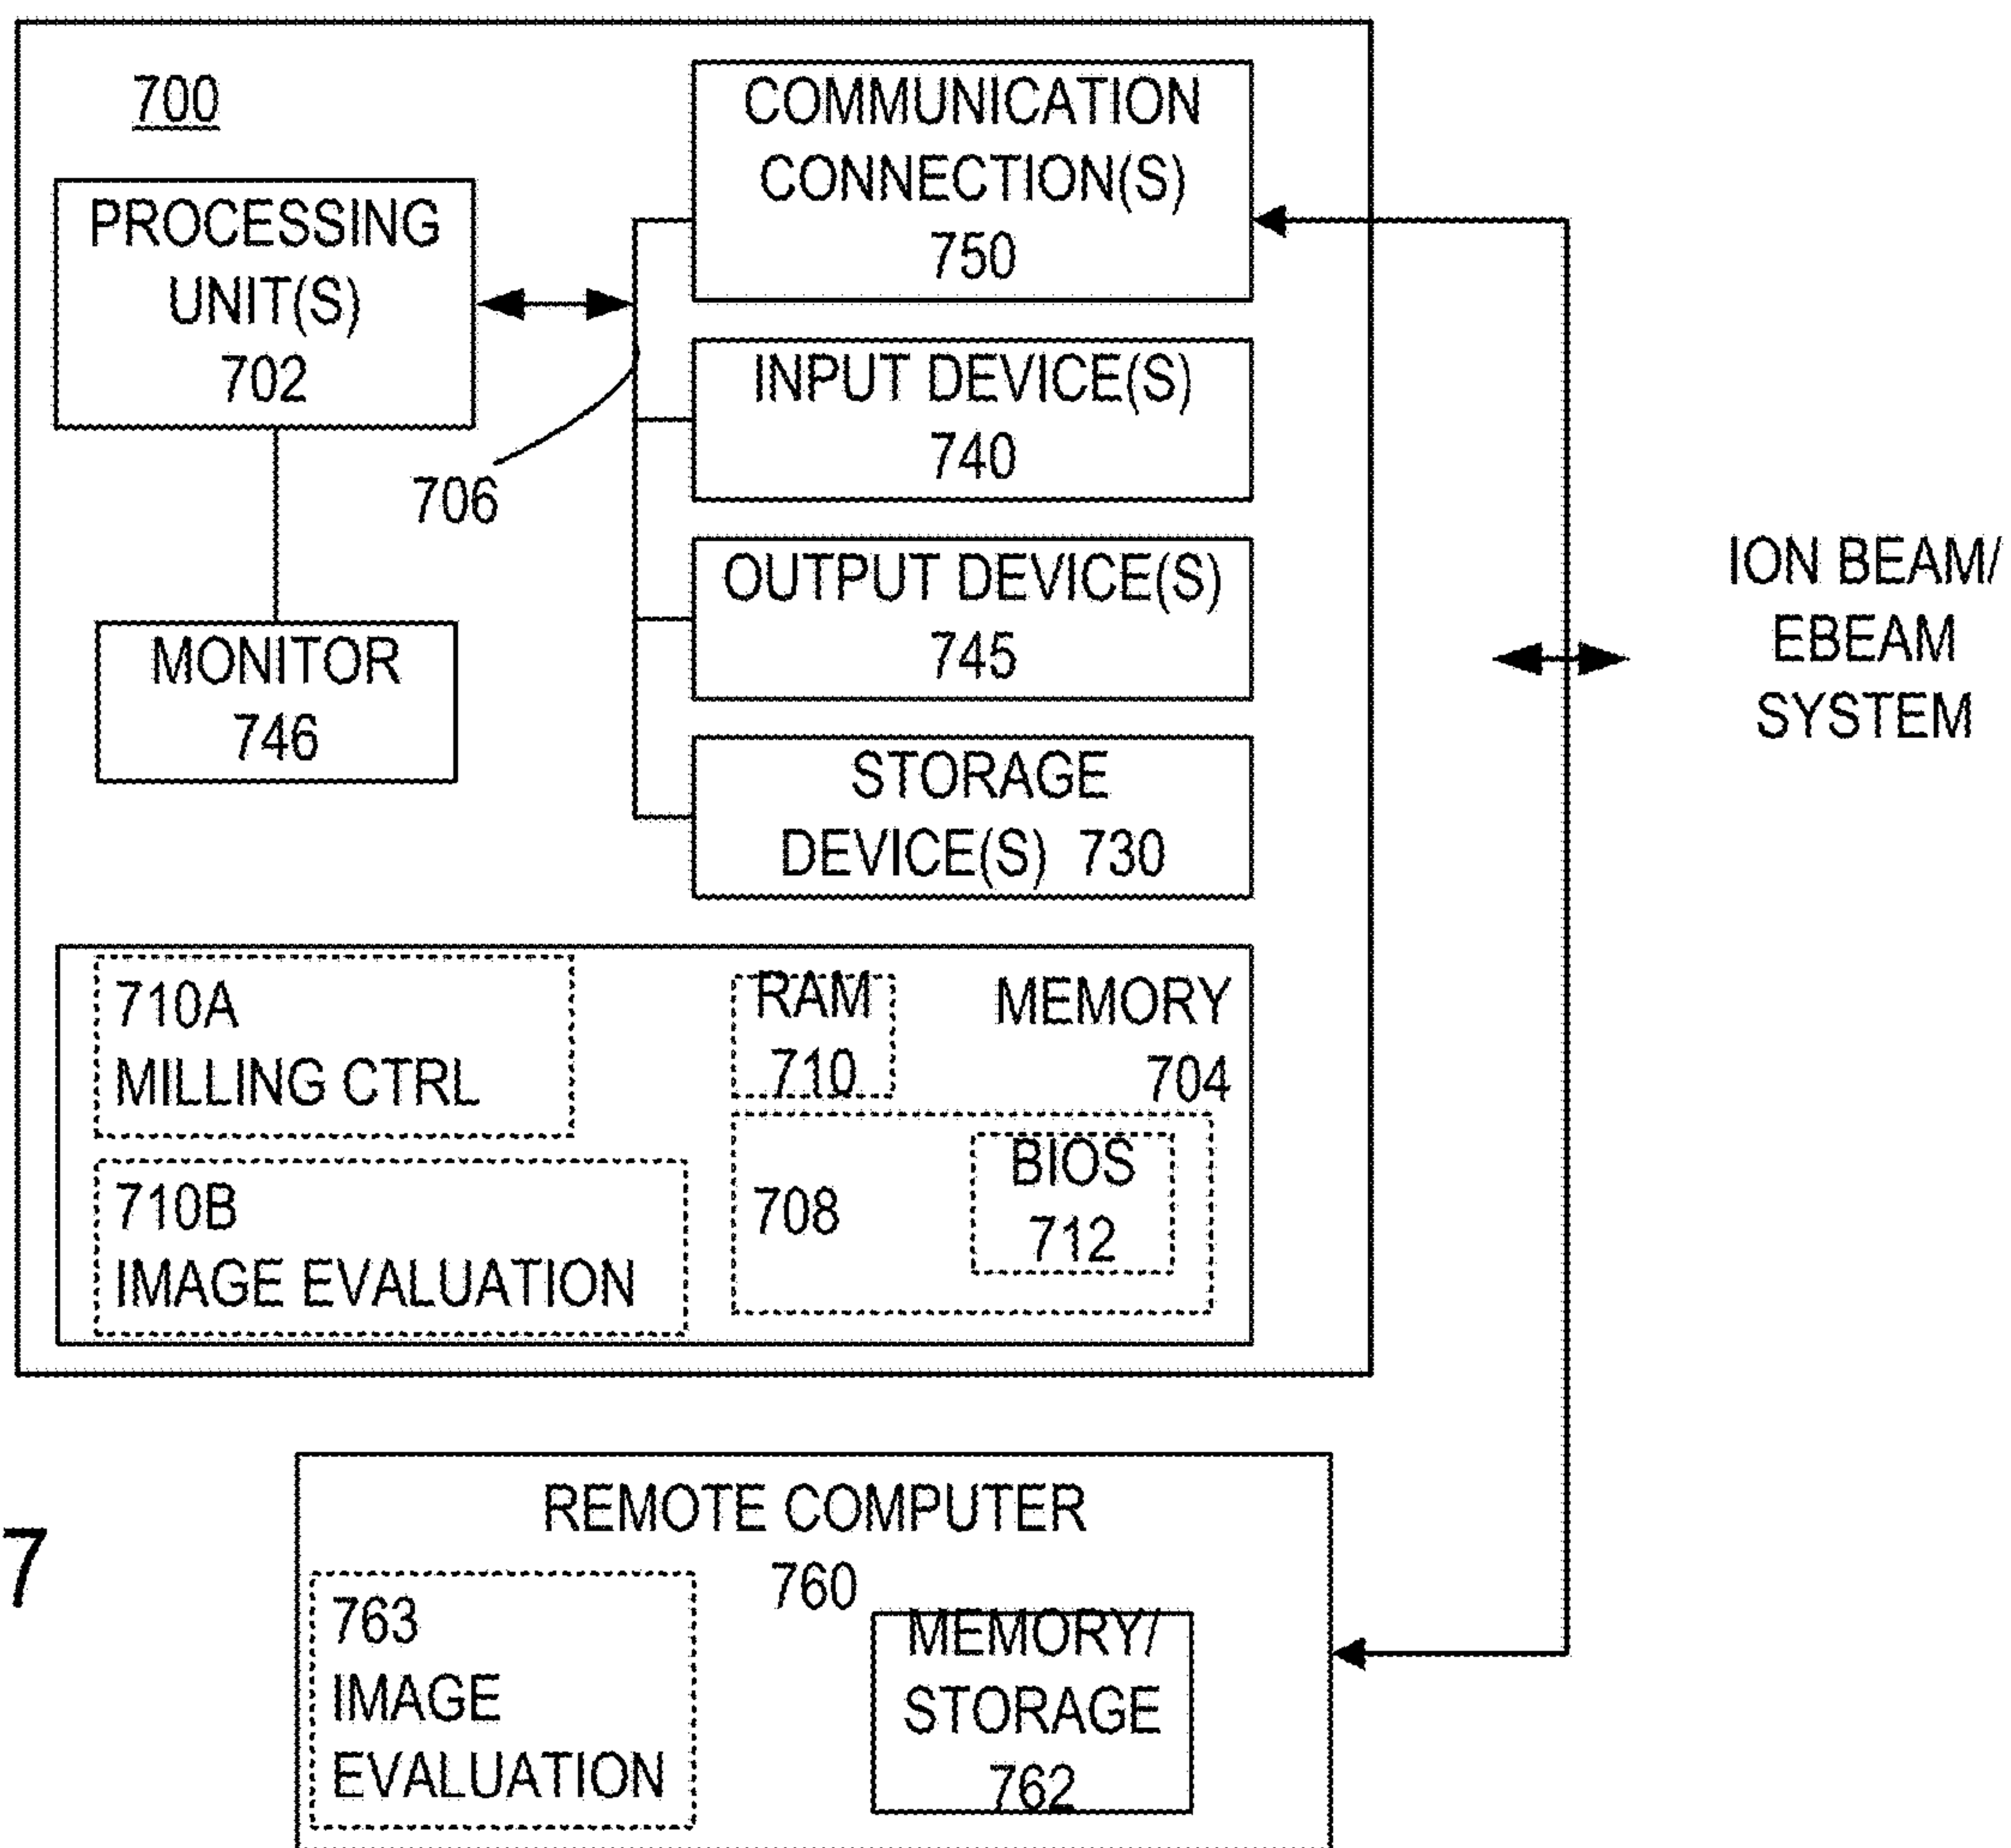 700
PROCESSING
UNIT(S)
702
COMMUNICATION
CONNECTION(S)
750
706
INPUT DEVICE(S)
740
MONITOR
746
OUTPUT DEVICE(S)
745
STORAGE
DEVICE(S) 730
ION BEAM/
EBEAM
SYSTEM
710A
MILLING CTRL
710B
IMAGE EVALUATION
RAM
710
MEMORY
704
708
BIOS
712
7
REMOTE COMPUTER
760
763
IMAGE
EVALUATION
MEMORY/
STORAGE
762